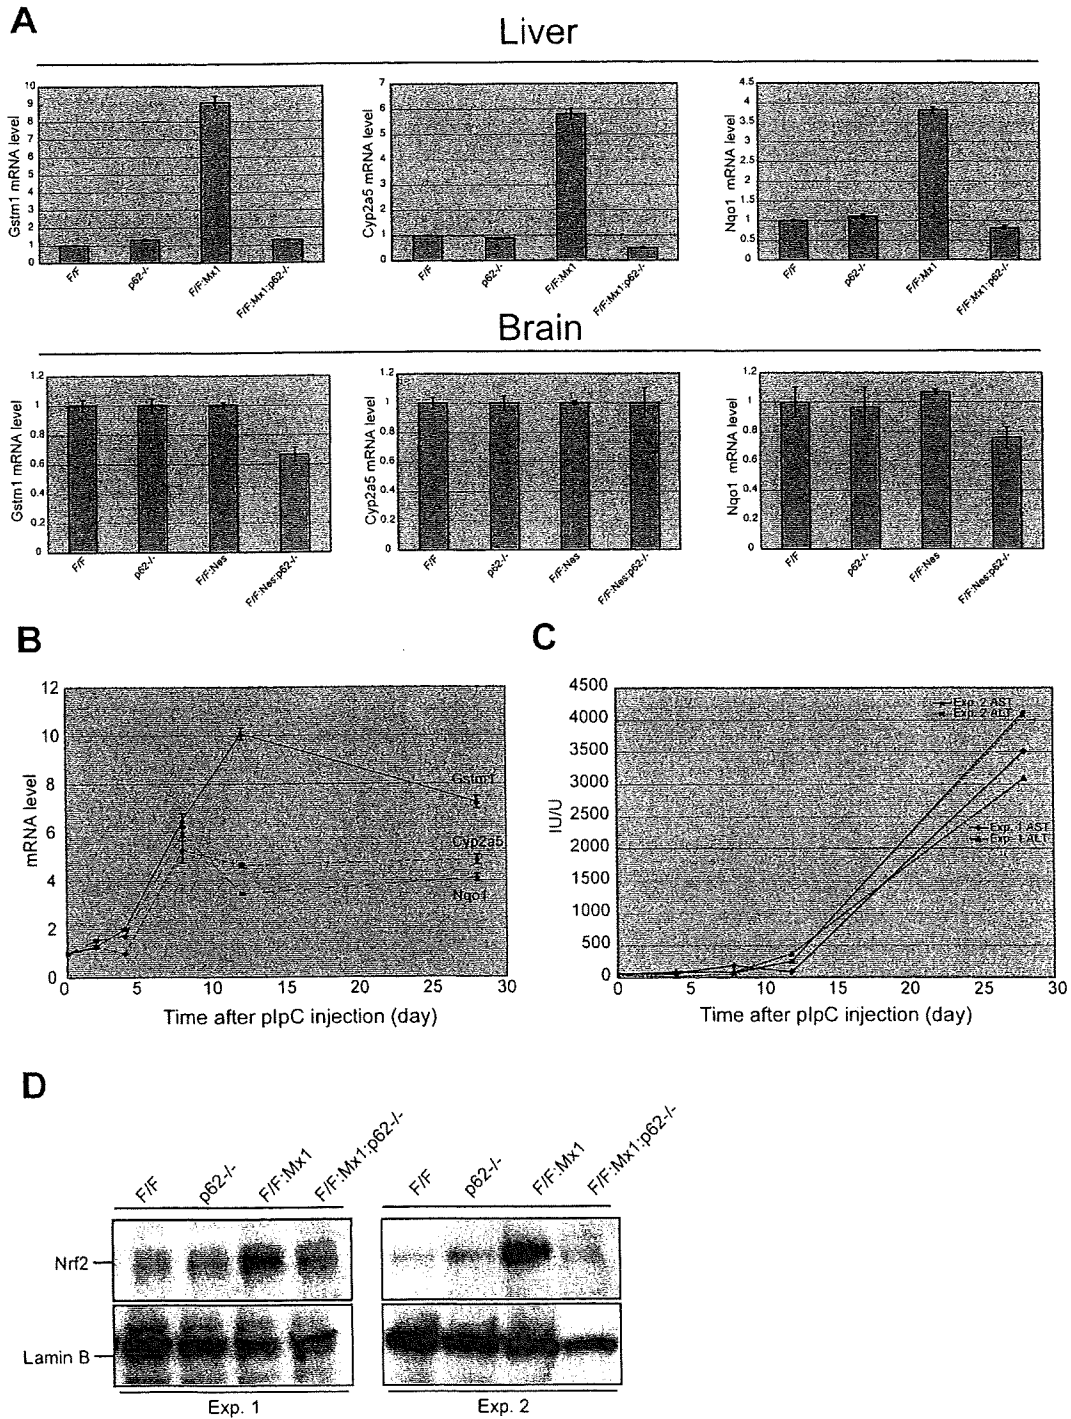 A
Liver
Gstm1 mRNA level
10
9
8
7
6
5
4
3
2
1
0
F/F
p62-/-
F/F:Mx1
F/F:Mx1:p62-/-
Cyp2a5 mRNA level
7
6
5
4
3
2
1
0
F/F
p62-/-
F/F:Mx1
F/F:Mx1:p62-/-
Nqo1 mRNA level
4.5
4
3.5
3
2.5
2
1.5
1
0.5
0
F/F
p62-/-
F/F:Mx1
F/F:Mx1:p62-/-
Brain
Gstm1 mRNA level
1.2
1
0.8
0.6
0.4
0.2
0
F/F
p62-/-
F/F:Nes
F/F:Nes:p62-/-
Cyp2a5 mRNA level
1.2
1
0.8
0.6
0.4
0.2
0
F/F
p62-/-
F/F:Nes
F/F:Nes:p62-/-
Nqo1 mRNA level
1.2
1
0.8
0.6
0.4
0.2
0
F/F
p62-/-
F/F:Nes
F/F:Nes:p62-/-
B
mRNA level
12
10
8
6
4
2
0
Gstm1
Cyp2a5
Nqo1
0 5 10 15 20 25 30
Time after pIpC injection (day)
C
IU/U
4500
4000
3500
3000
2500
2000
1500
1000
500
0
Exp. 2 AST
Exp. 2 ALT
Exp. 1 AST
Exp. 1 ALT
0 5 10 15 20 25 30
Time after pIpC injection (day)
D
F/F p62-/- F/F:Mx1 F/F:Mx1:p62-/-
F/F p62-/- F/F:Mx1 F/F:Mx1:p62-/-
Nrf2
Lamin B
Exp. 1
Exp. 2